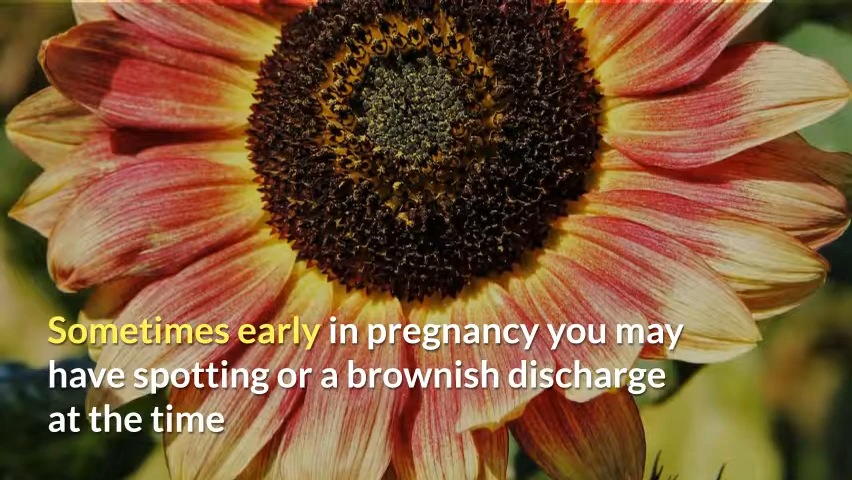 Sometimes early in pregnancy you may
have spotting or a brownish discharge
at the time